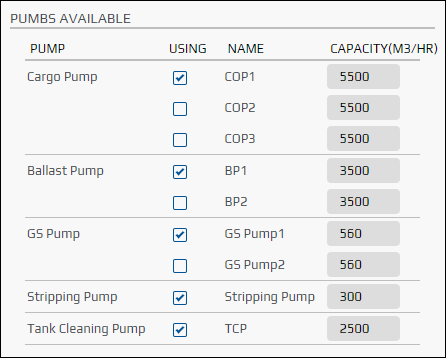 PUMBS AVAILABLE
PUMP USING NAME CAPACITY(M3/HR)
Cargo Pump COP1 5500
COP2 5500
COP3 5500
Ballast Pump BP1 3500
BP2 3500
GS Pump GS Pump1 560
GS Pump2 560
Stripping Pump Stripping Pump 300
Tank Cleaning Pump TCP 2500